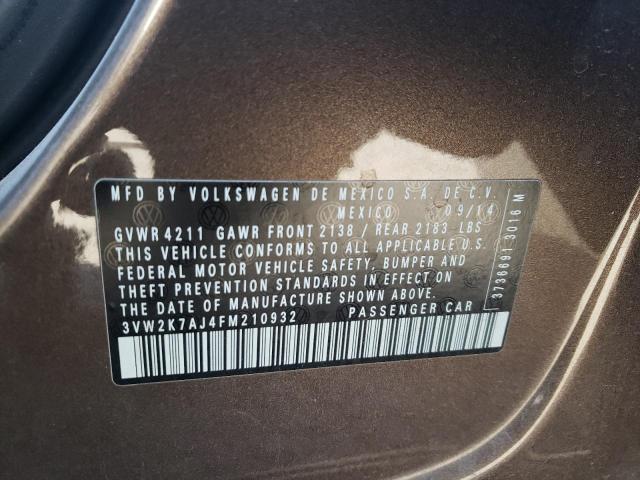 MFD BY VOLKSWAGEN DE MEXICO S.A. DE C.V.
MEXICO 09/14
GVWR 4211 GAWR FRONT 2138 / REAR 2183 LBS
THIS VEHICLE CONFORMS TO ALL APPLICABLE U.S.
FEDERAL MOTOR VEHICLE SAFETY, BUMPER AND
THEFT PREVENTION STANDARDS IN EFFECT ON
THE DATE OF MANUFACTURE SHOWN ABOVE.
3VW2K7AJ4FM210932 PASSENGER CAR